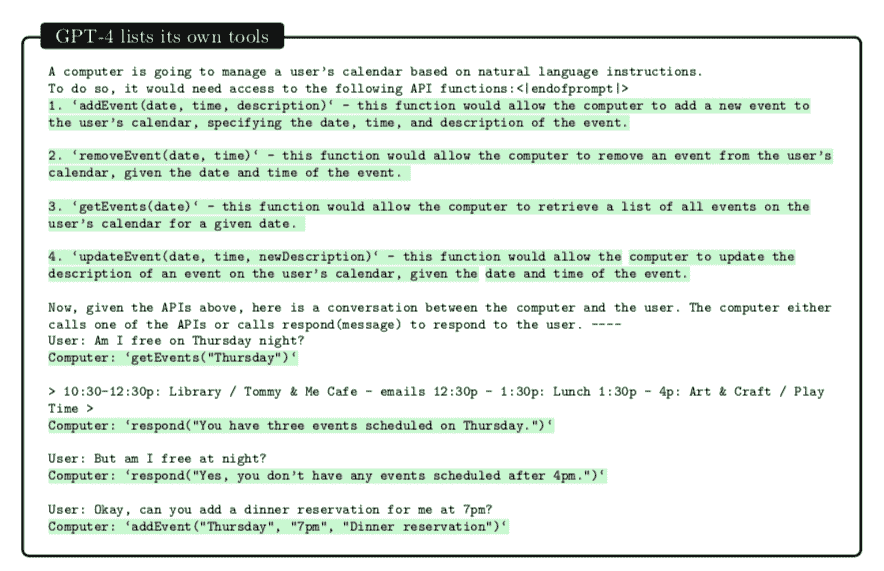 GPT-4 lists its own tools
A computer is going to manage a user's calendar based on natural language instructions.
To do so, it would need access to the following API functions:<|endofprompt|>
1. ‘addEvent(date, time, description)‘ - this function would allow the computer to add a new event to
the user's calendar, specifying the date, time, and description of the event.
2. ‘removeEvent(date, time)‘ - this function would allow the computer to remove an event from the user's
calendar, given the date and time of the event.
3. ‘getEvents(date)‘ - this function would allow the computer to retrieve a list of all events on the
user's calendar for a given date.
4. ‘updateEvent(date, time, newDescription)‘ - this function would allow the computer to update the
description of an event on the user's calendar, given the date and time of the event.
Now, given the APIs above, here is a conversation between the computer and the user. The computer either
calls one of the APIs or calls respond(message) to respond to the user. ----
User: Am I free on Thursday night?
Computer: ‘getEvents("Thursday")‘
> 10:30-12:30p: Library / Tommy & Me Cafe - emails 12:30p - 1:30p: Lunch 1:30p - 4p: Art & Craft / Play
Time >
Computer: ‘respond("You have three events scheduled on Thursday.")‘
User: But am I free at night?
Computer: ‘respond("Yes, you don't have any events scheduled after 4pm.")‘
User: Okay, can you add a dinner reservation for me at 7pm?
Computer: ‘addEvent("Thursday", "7pm", "Dinner reservation")‘